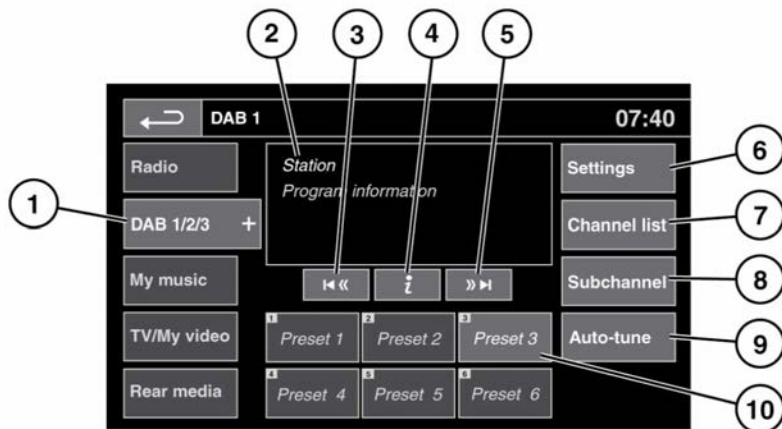 2 3 4 5
DAB 1 07:40
Radio
Station
Program information
Settings
1
DAB 1/2/3 +
Channel list
My music
i
Subchannel
TV/My video
1 Preset 1
2 Preset 2
3 Preset 3
Auto-tune
Rear media
4 Preset 4
5 Preset 5
6 Preset 6
6
7
8
9
10